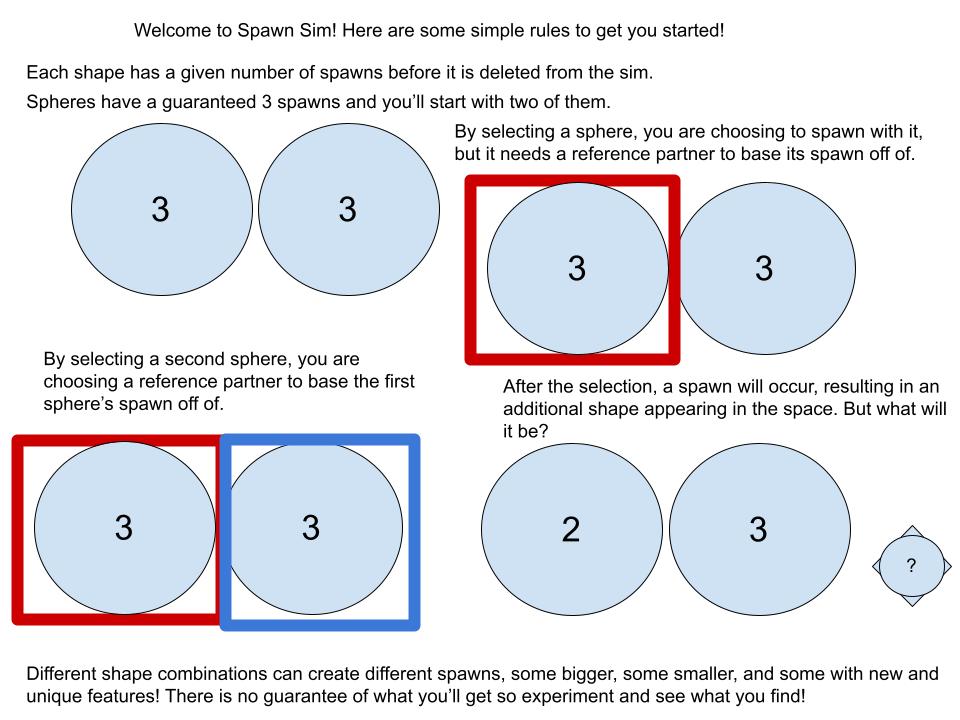 Welcome to Spawn Sim! Here are some simple rules to get you started!
Each shape has a given number of spawns before it is deleted from the sim.
Spheres have a guaranteed 3 spawns and you’ll start with two of them.
3 3
By selecting a sphere, you are choosing to spawn with it,
but it needs a reference partner to base its spawn off of.
3 3
By selecting a second sphere, you are
choosing a reference partner to base the first
sphere’s spawn off of.
3 3
After the selection, a spawn will occur, resulting in an
additional shape appearing in the space. But what will
it be?
2 3 ?
Different shape combinations can create different spawns, some bigger, some smaller, and some with new and
unique features! There is no guarantee of what you’ll get so experiment and see what you find!